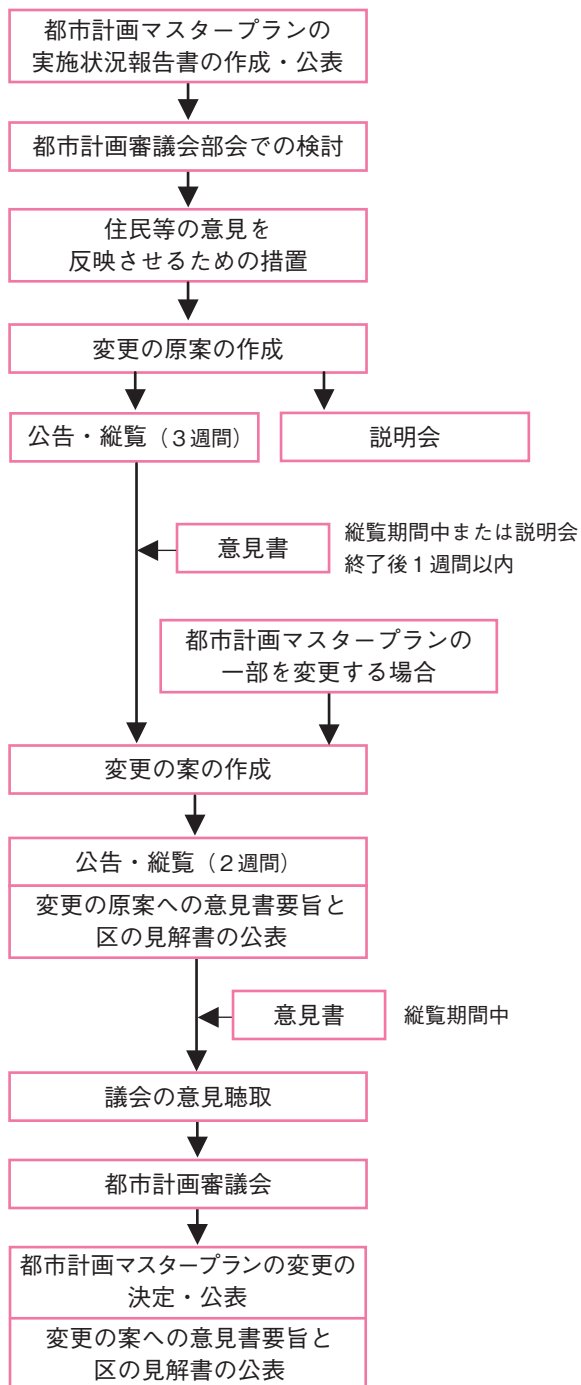 都市計画マスタープランの
実施状況報告書の作成・公表
都市計画審議会部会での検討
住民等の意見を
反映させるための措置
変更の原案の作成
公告・縦覧（３週間）
説明会
意見書
縦覧期間中または説明会
終了後１週間以内
都市計画マスタープランの
一部を変更する場合
変更の案の作成
公告・縦覧（２週間）
変更の原案への意見書要旨と
区の見解書の公表
意見書
縦覧期間中
議会の意見聴取
都市計画審議会
都市計画マスタープランの変更の
決定・公表
変更の案への意見書要旨と
区の見解書の公表